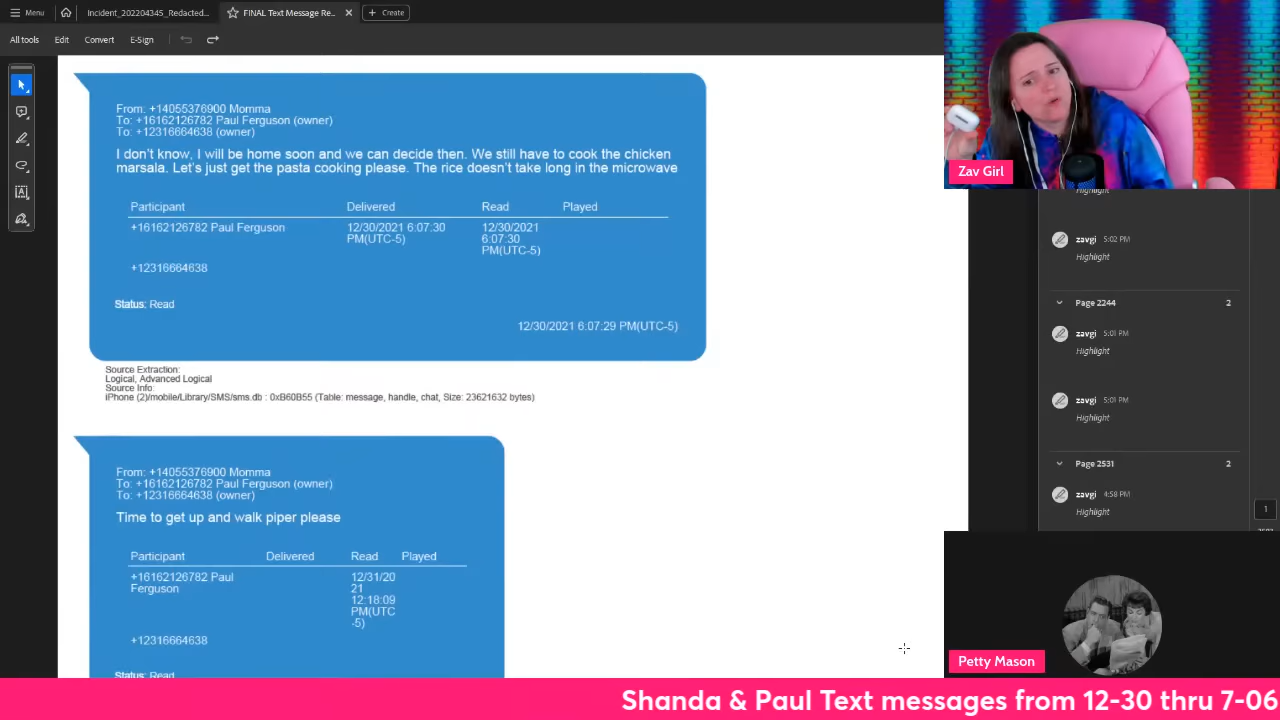 Menu
Incident_202204345_Redacted...
FINAL Text Message Re...
Create
All tools
Edit
Convert
E-Sign
From: +14055376900 Momma
To: +16162126782 Paul Ferguson (owner)
To: +12316664638 (owner)
I don't know, I will be home soon and we can decide then. We still have to cook the chicken
marsala. Let's just get the pasta cooking please. The rice doesn't take long in the microwave
Participant Delivered Read Played
+16162126782 Paul Ferguson 12/30/2021 6:07:30 12/30/2021
PM(UTC-5) 6:07:30
PM(UTC-5)
+12316664638
Status: Read
12/30/2021 6:07:29 PM(UTC-5)
Source Extraction:
Logical, Advanced Logical
Source Info:
iPhone (2)/mobile/Library/SMS/sms.db : 0xB60B55 (Table: message, handle, chat, Size: 23621632 bytes)
From: +14055376900 Momma
To: +16162126782 Paul Ferguson (owner)
To: +12316664638 (owner)
Time to get up and walk piper please
Participant Delivered Read Played
+16162126782 Paul 12/31/20
Ferguson 21
12:18:09
PM(UTC
-5)
+12316664638
Status: Read
Zav Girl
Highlight
zavgi 5:02 PM
Highlight
Page 2244 2
zavgi 5:01 PM
Highlight
zavgi 5:01 PM
Highlight
Page 2531 2
zavgi 4:58 PM
Highlight
1
Petty Mason
Shanda & Paul Text messages from 12-30 thru 7-06